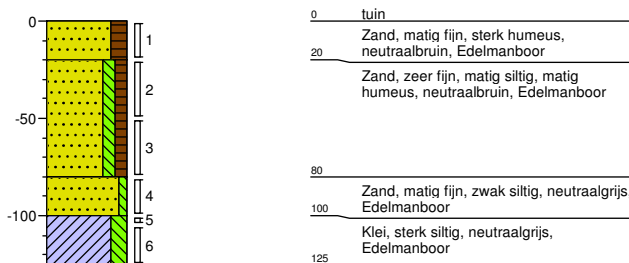 0
-50
-100
1
2
3
4
5
6
0 tuin
Zand, matig fijn, sterk humeus,
neutraalbruin, Edelmanboor
20
Zand, zeer fijn, matig siltig, matig
humeus, neutraalbruin, Edelmanboor
80
Zand, matig fijn, zwak siltig, neutraalgrijs,
Edelmanboor
100
Klei, sterk siltig, neutraalgrijs,
Edelmanboor
125